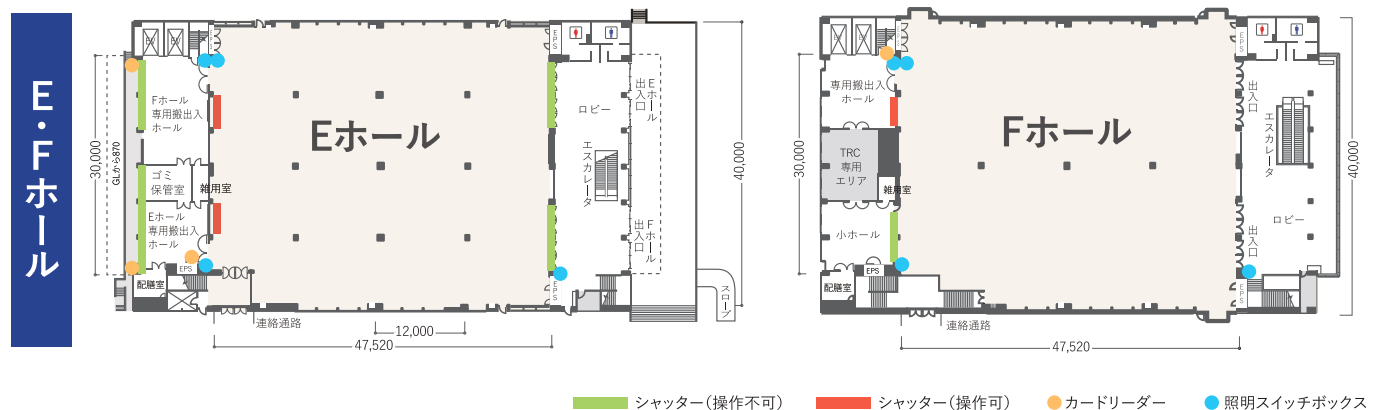 E・Fホール
EV
EV
EPS
Fホール
専用搬出入
ホール
ゴミ
保管室
雑用室
Eホール
専用搬出入
ホール
EPS
配膳室
30,000
GLから870
Eホール
EPS
ロビー
エスカレータ
Eホール
出入口
Fホール
出入口
EPS
スロープ
40,000
連絡通路
12,000
47,520
EV
EV
EPS
専用搬出入
ホール
TRC
専用
エリア
雑用室
小ホール
EPS
配膳室
30,000
Fホール
EPS
出入口
エスカレータ
ロビー
出入口
EPS
40,000
連絡通路
47,520
シャッター（操作不可）
シャッター（操作可）
カードリーダー
照明スイッチボックス